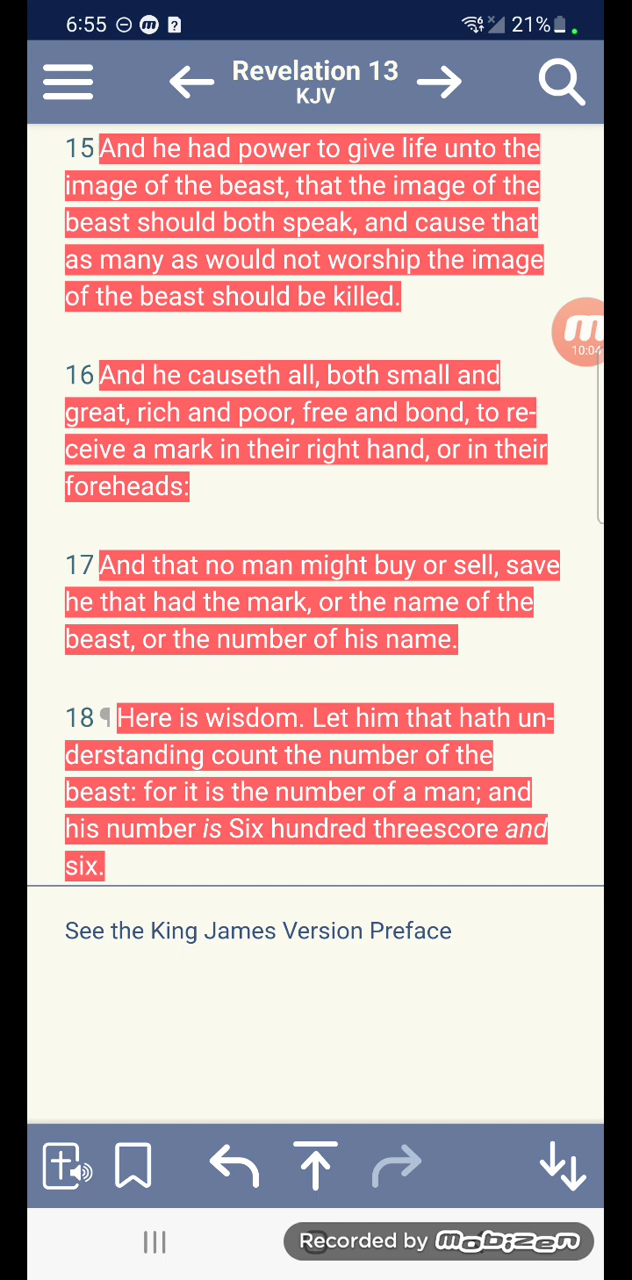 6:55 m ? 6 21%
Revelation 13
KJV
15 And he had power to give life unto the
image of the beast, that the image of the
beast should both speak, and cause that
as many as would not worship the image
of the beast should be killed.
m
10:04
16 And he causeth all, both small and
great, rich and poor, free and bond, to re-
ceive a mark in their right hand, or in their
foreheads:
17 And that no man might buy or sell, save
he that had the mark, or the name of the
beast, or the number of his name.
18 ¶ Here is wisdom. Let him that hath un-
derstanding count the number of the
beast: for it is the number of a man; and
his number is Six hundred threescore and
six.
See the King James Version Preface
Recorded by mobizen